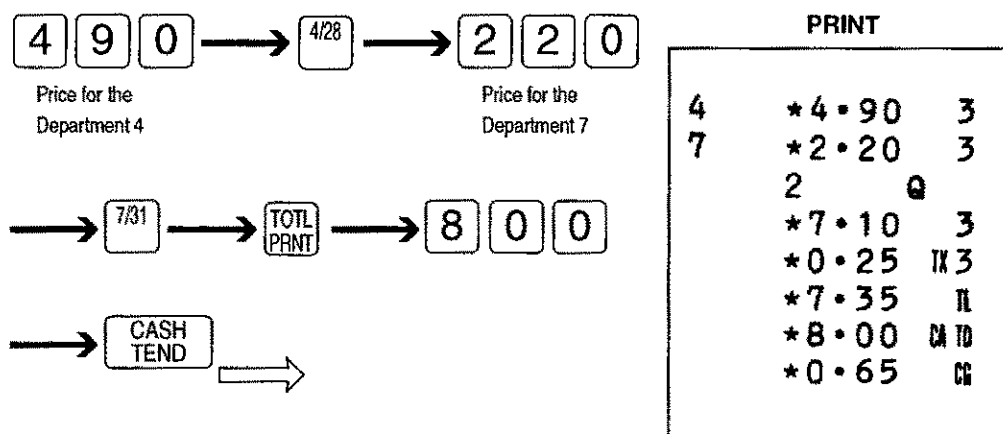 4 9 0 4/28 2 2 0
Price for the Price for the
Department 4 Department 7
7/31 TOTL PRNT 8 0 0
CASH TEND
PRINT
4 *4•90 3
7 *2•20 3
2 Q
*7•10 3
*0•25 TX 3
*7•35 TL
*8•00 CA TD
*0•65 CG